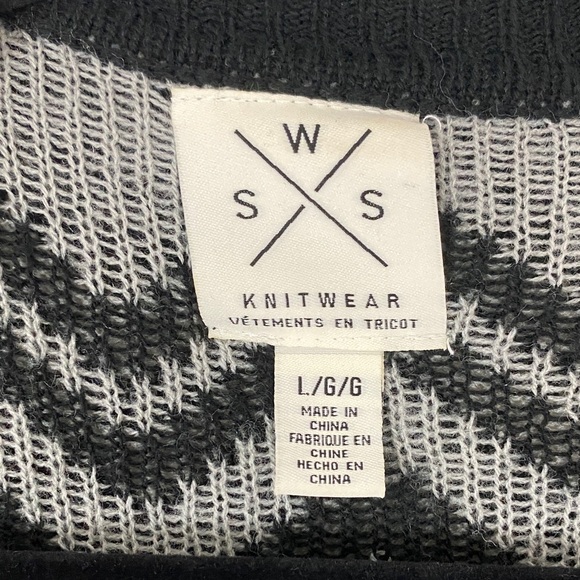 W
S S
KNITWEAR
VÊTEMENTS EN TRICOT
L/G/G
MADE IN
CHINA
FABRIQUE EN
CHINE
HECHO EN
CHINA